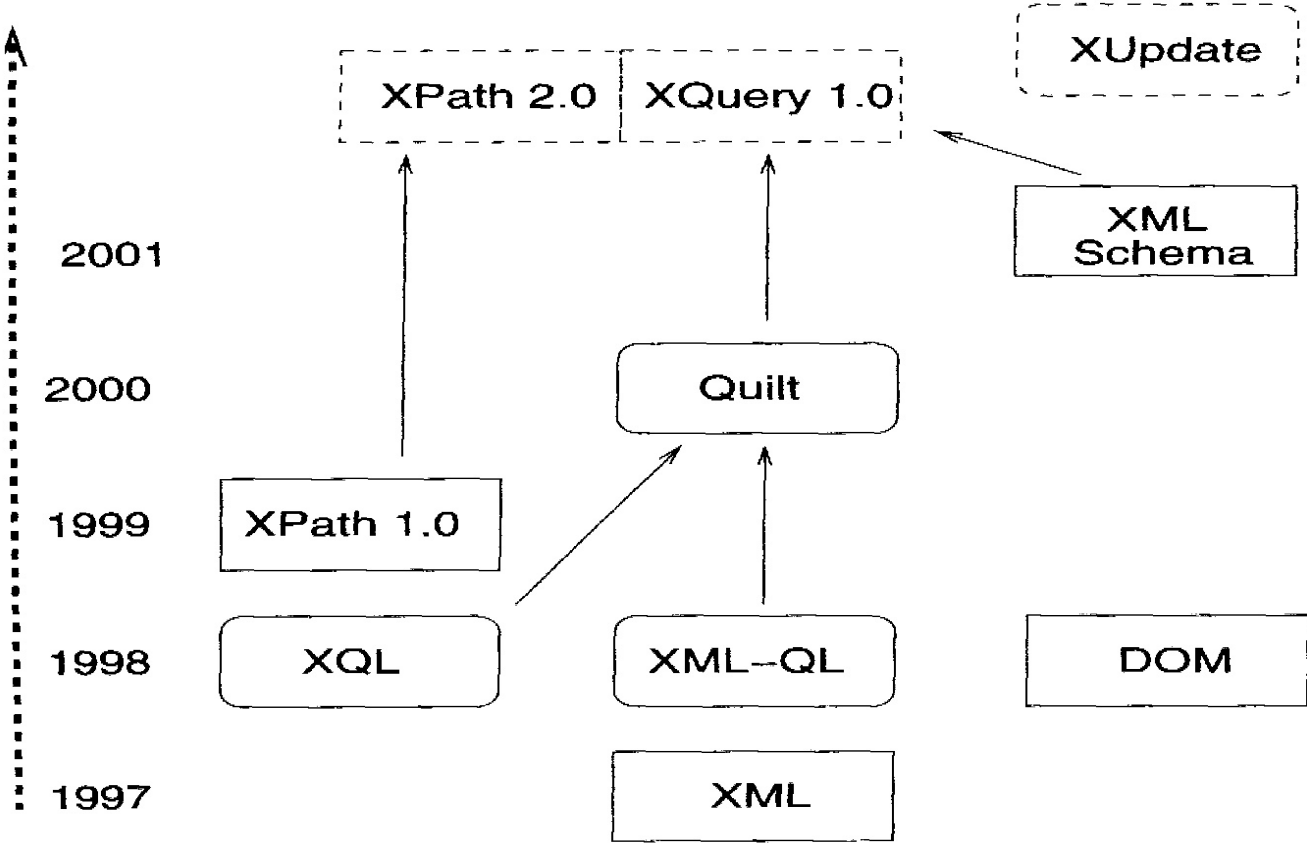 XUpdate
XPath 2.0 XQuery 1.0
XML
Schema
2001
2000 Quilt
1999 XPath 1.0
1998 XQL XML-QL DOM
1997 XML